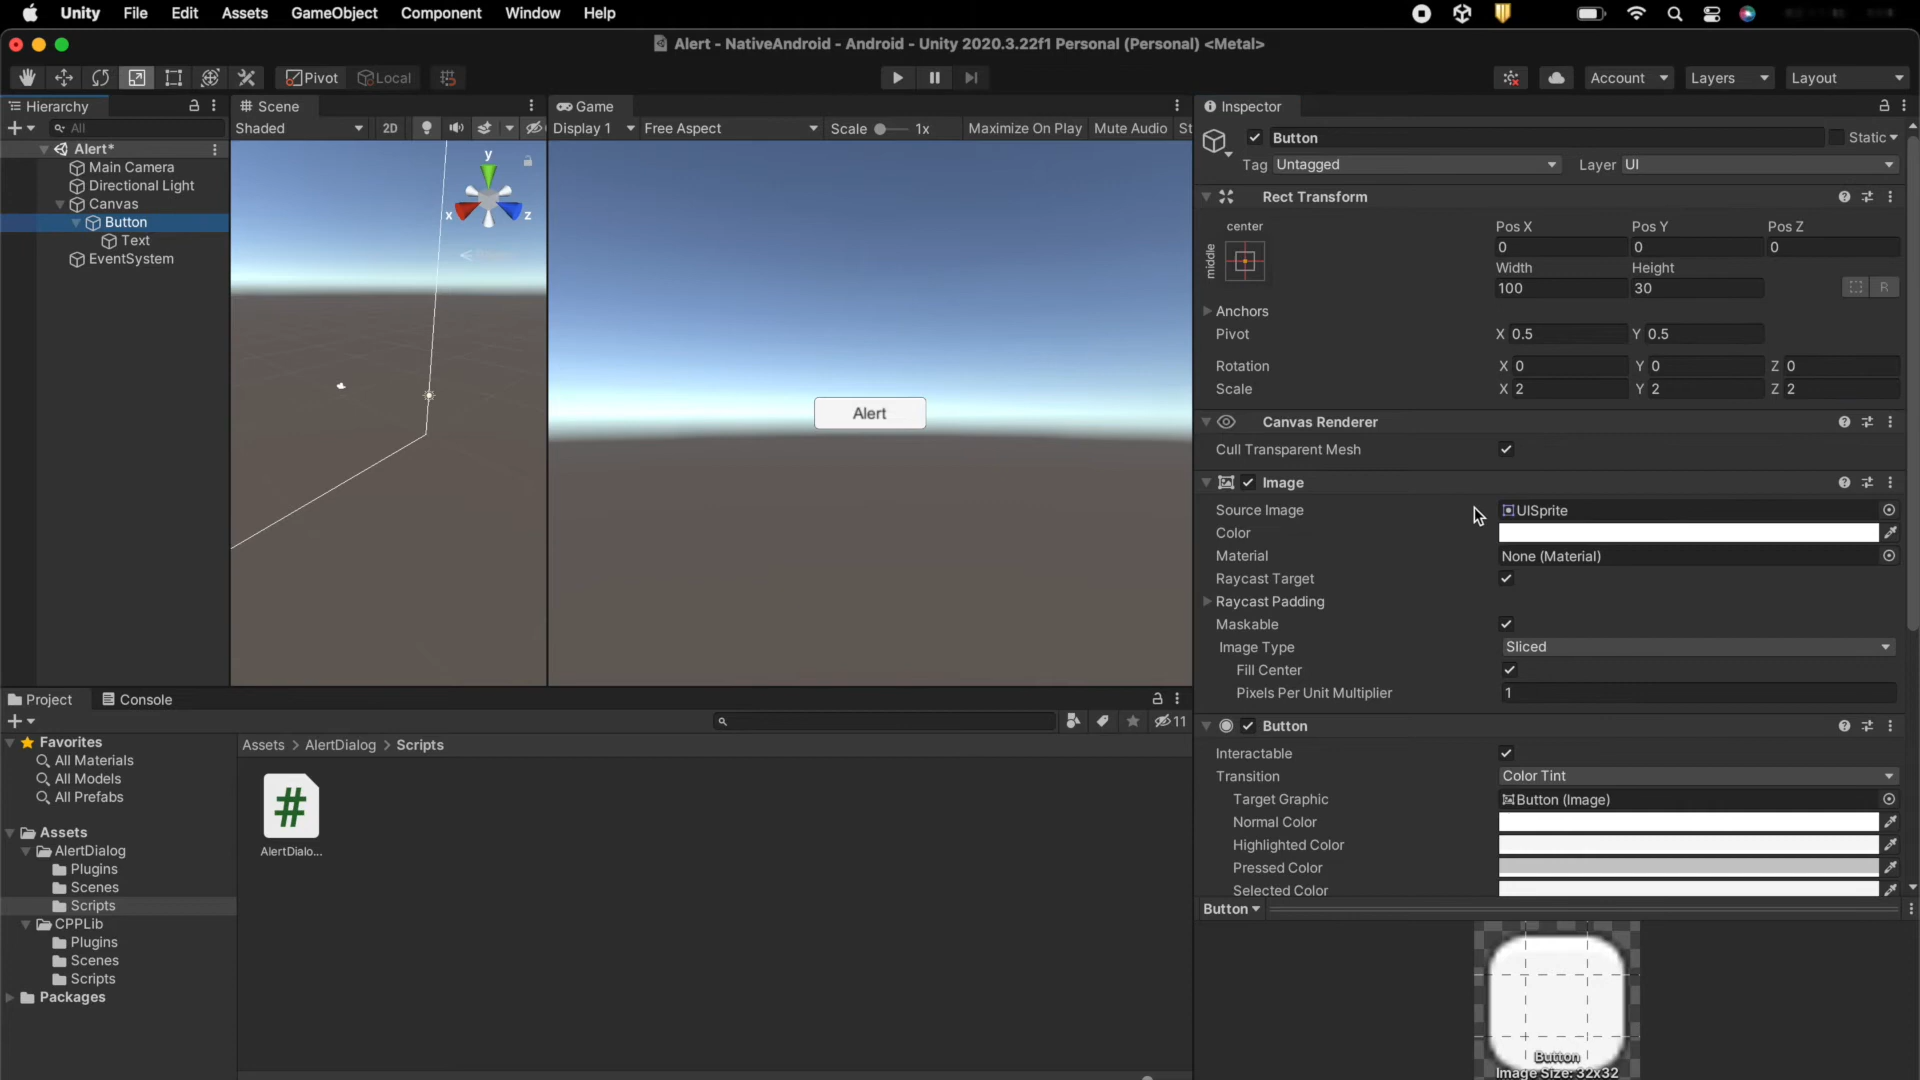 Unity File Edit Assets GameObject Component Window Help
Alert - NativeAndroid - Android - Unity 2020.3.22f1 Personal (Personal) <Metal>
Pivot Local Account Layers Layout
Hierarchy Scene Game Inspector
All Shaded 2D Display 1 Free Aspect Scale 1x Maximize On Play Mute Audio St
Alert*
Main Camera
Directional Light
Canvas
Button
Text
EventSystem
y
x z
Alert
Button Static
Tag Untagged Layer UI
Rect Transform
center
middle
Pos X Pos Y Pos Z
0 0 0
Width Height
100 30
R
Anchors
Pivot X 0.5 Y 0.5
Rotation X 0 Y 0 Z 0
Scale X 2 Y 2 Z 2
Canvas Renderer
Cull Transparent Mesh
Image
Source Image UISprite
Color
Material None (Material)
Raycast Target
Raycast Padding
Maskable
Image Type Sliced
Fill Center
Pixels Per Unit Multiplier 1
Button
Interactable
Transition Color Tint
Target Graphic Button (Image)
Normal Color
Highlighted Color
Pressed Color
Selected Color
Button
Button
Image Size: 32x32
Project Console
11
Favorites
All Materials
All Models
All Prefabs
Assets
AlertDialog
Plugins
Scenes
Scripts
CPPLib
Plugins
Scenes
Scripts
Packages
Assets > AlertDialog > Scripts
#
AlertDialo...